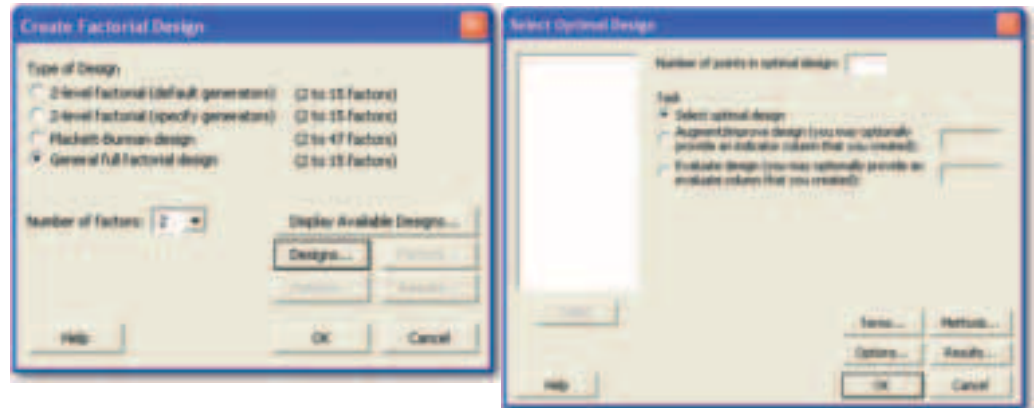 Create Factorial Design
Type of Design
2-level factorial (default generators) (2 to 15 factors)
2-level factorial (specify generators) (2 to 15 factors)
Plackett-Burman design (2 to 47 factors)
General full factorial design (2 to 15 factors)
Number of factors: 2
Display Available Designs...
Designs... Factors...
Options... Results...
Help OK Cancel
Select Optimal Design
Number of points in optimal design:
Task
Select optimal design
Augment/improve design (you may optionally
provide an indicator column that you created):
Evaluate design (you may optionally provide an
evaluate column that you created):
Select
Terms... Methods...
Options... Results...
Help OK Cancel